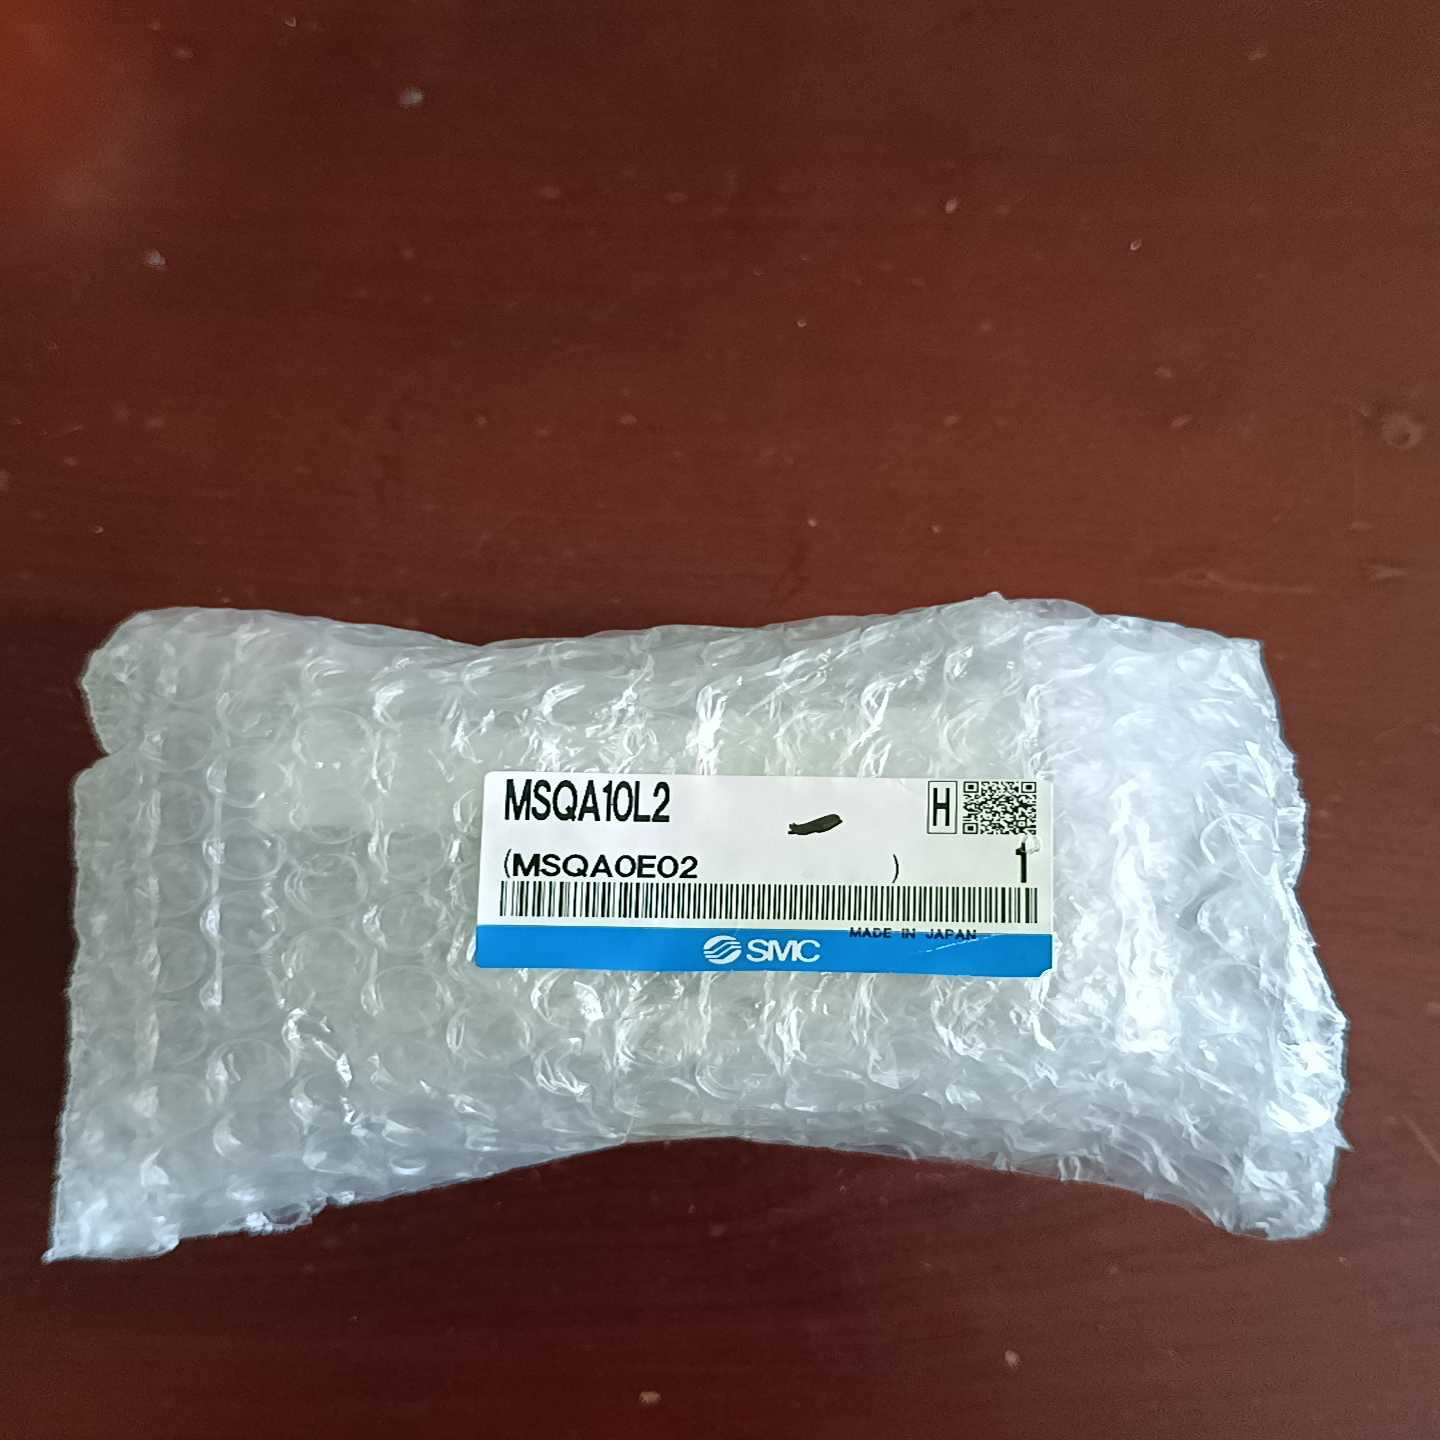 MSQA10L2
H
(MSQA0E02 )
1
MADE IN JAPAN
SMC